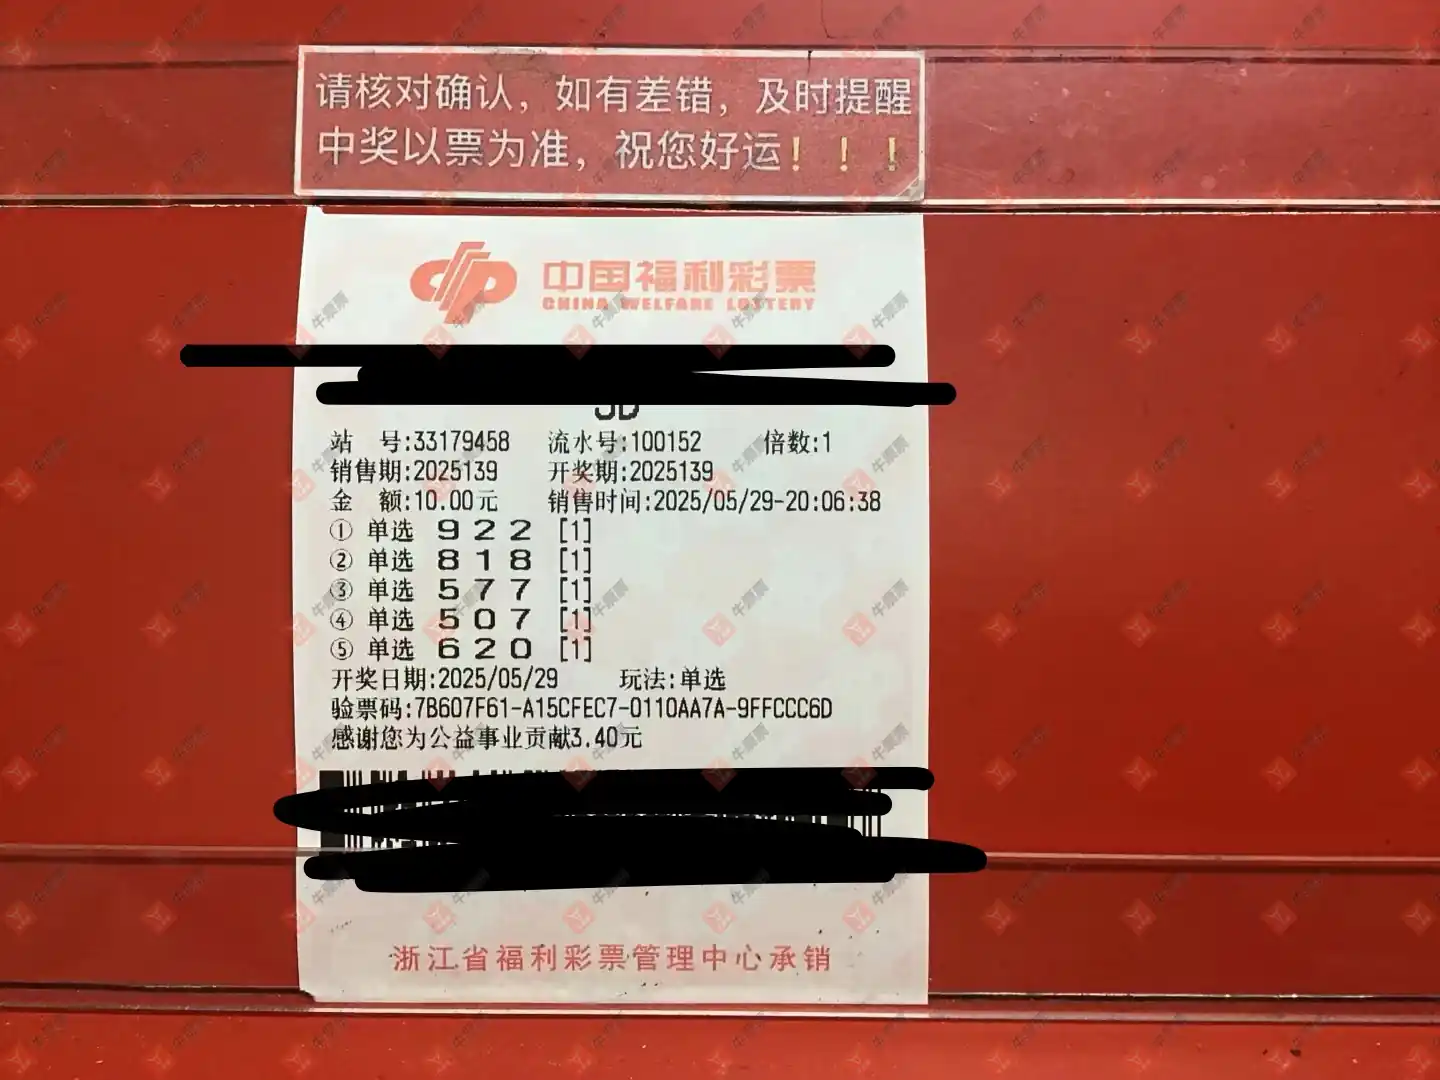 请核对确认，如有差错，及时提醒
中奖以票为准，祝您好运！！！
中国福利彩票
CHINA WELFARE LOTTERY
3D
站 号:33179458 流水号:100152 倍数:1
销售期:2025139 开奖期:2025139
金 额:10.00元 销售时间:2025/05/29-20:06:38
① 单选 9 2 2 [1]
② 单选 8 1 8 [1]
③ 单选 5 7 7 [1]
④ 单选 5 0 7 [1]
⑤ 单选 6 2 0 [1]
开奖日期:2025/05/29 玩法:单选
验票码:7B607F61-A15CFEC7-0110AA7A-9FFCCC6D
感谢您为公益事业贡献3.40元
浙江省福利彩票管理中心承销
牛票票